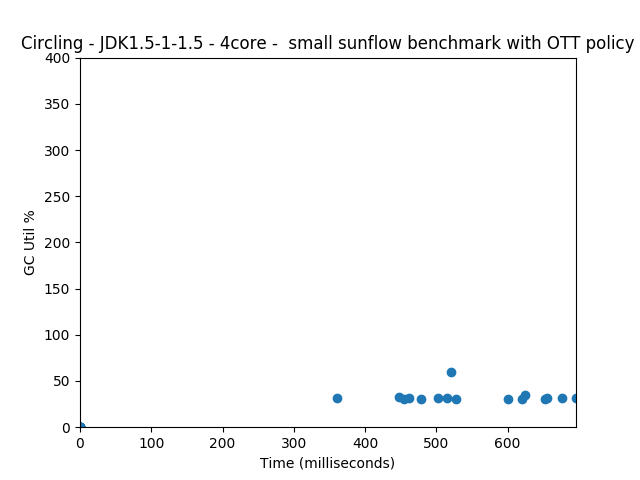 Circling - JDK1.5-1-1.5 - 4core -  small sunflow benchmark with OTT policy
400
350
300
250
200
150
100
50
0
GC Util %
0 100 200 300 400 500 600
Time (milliseconds)